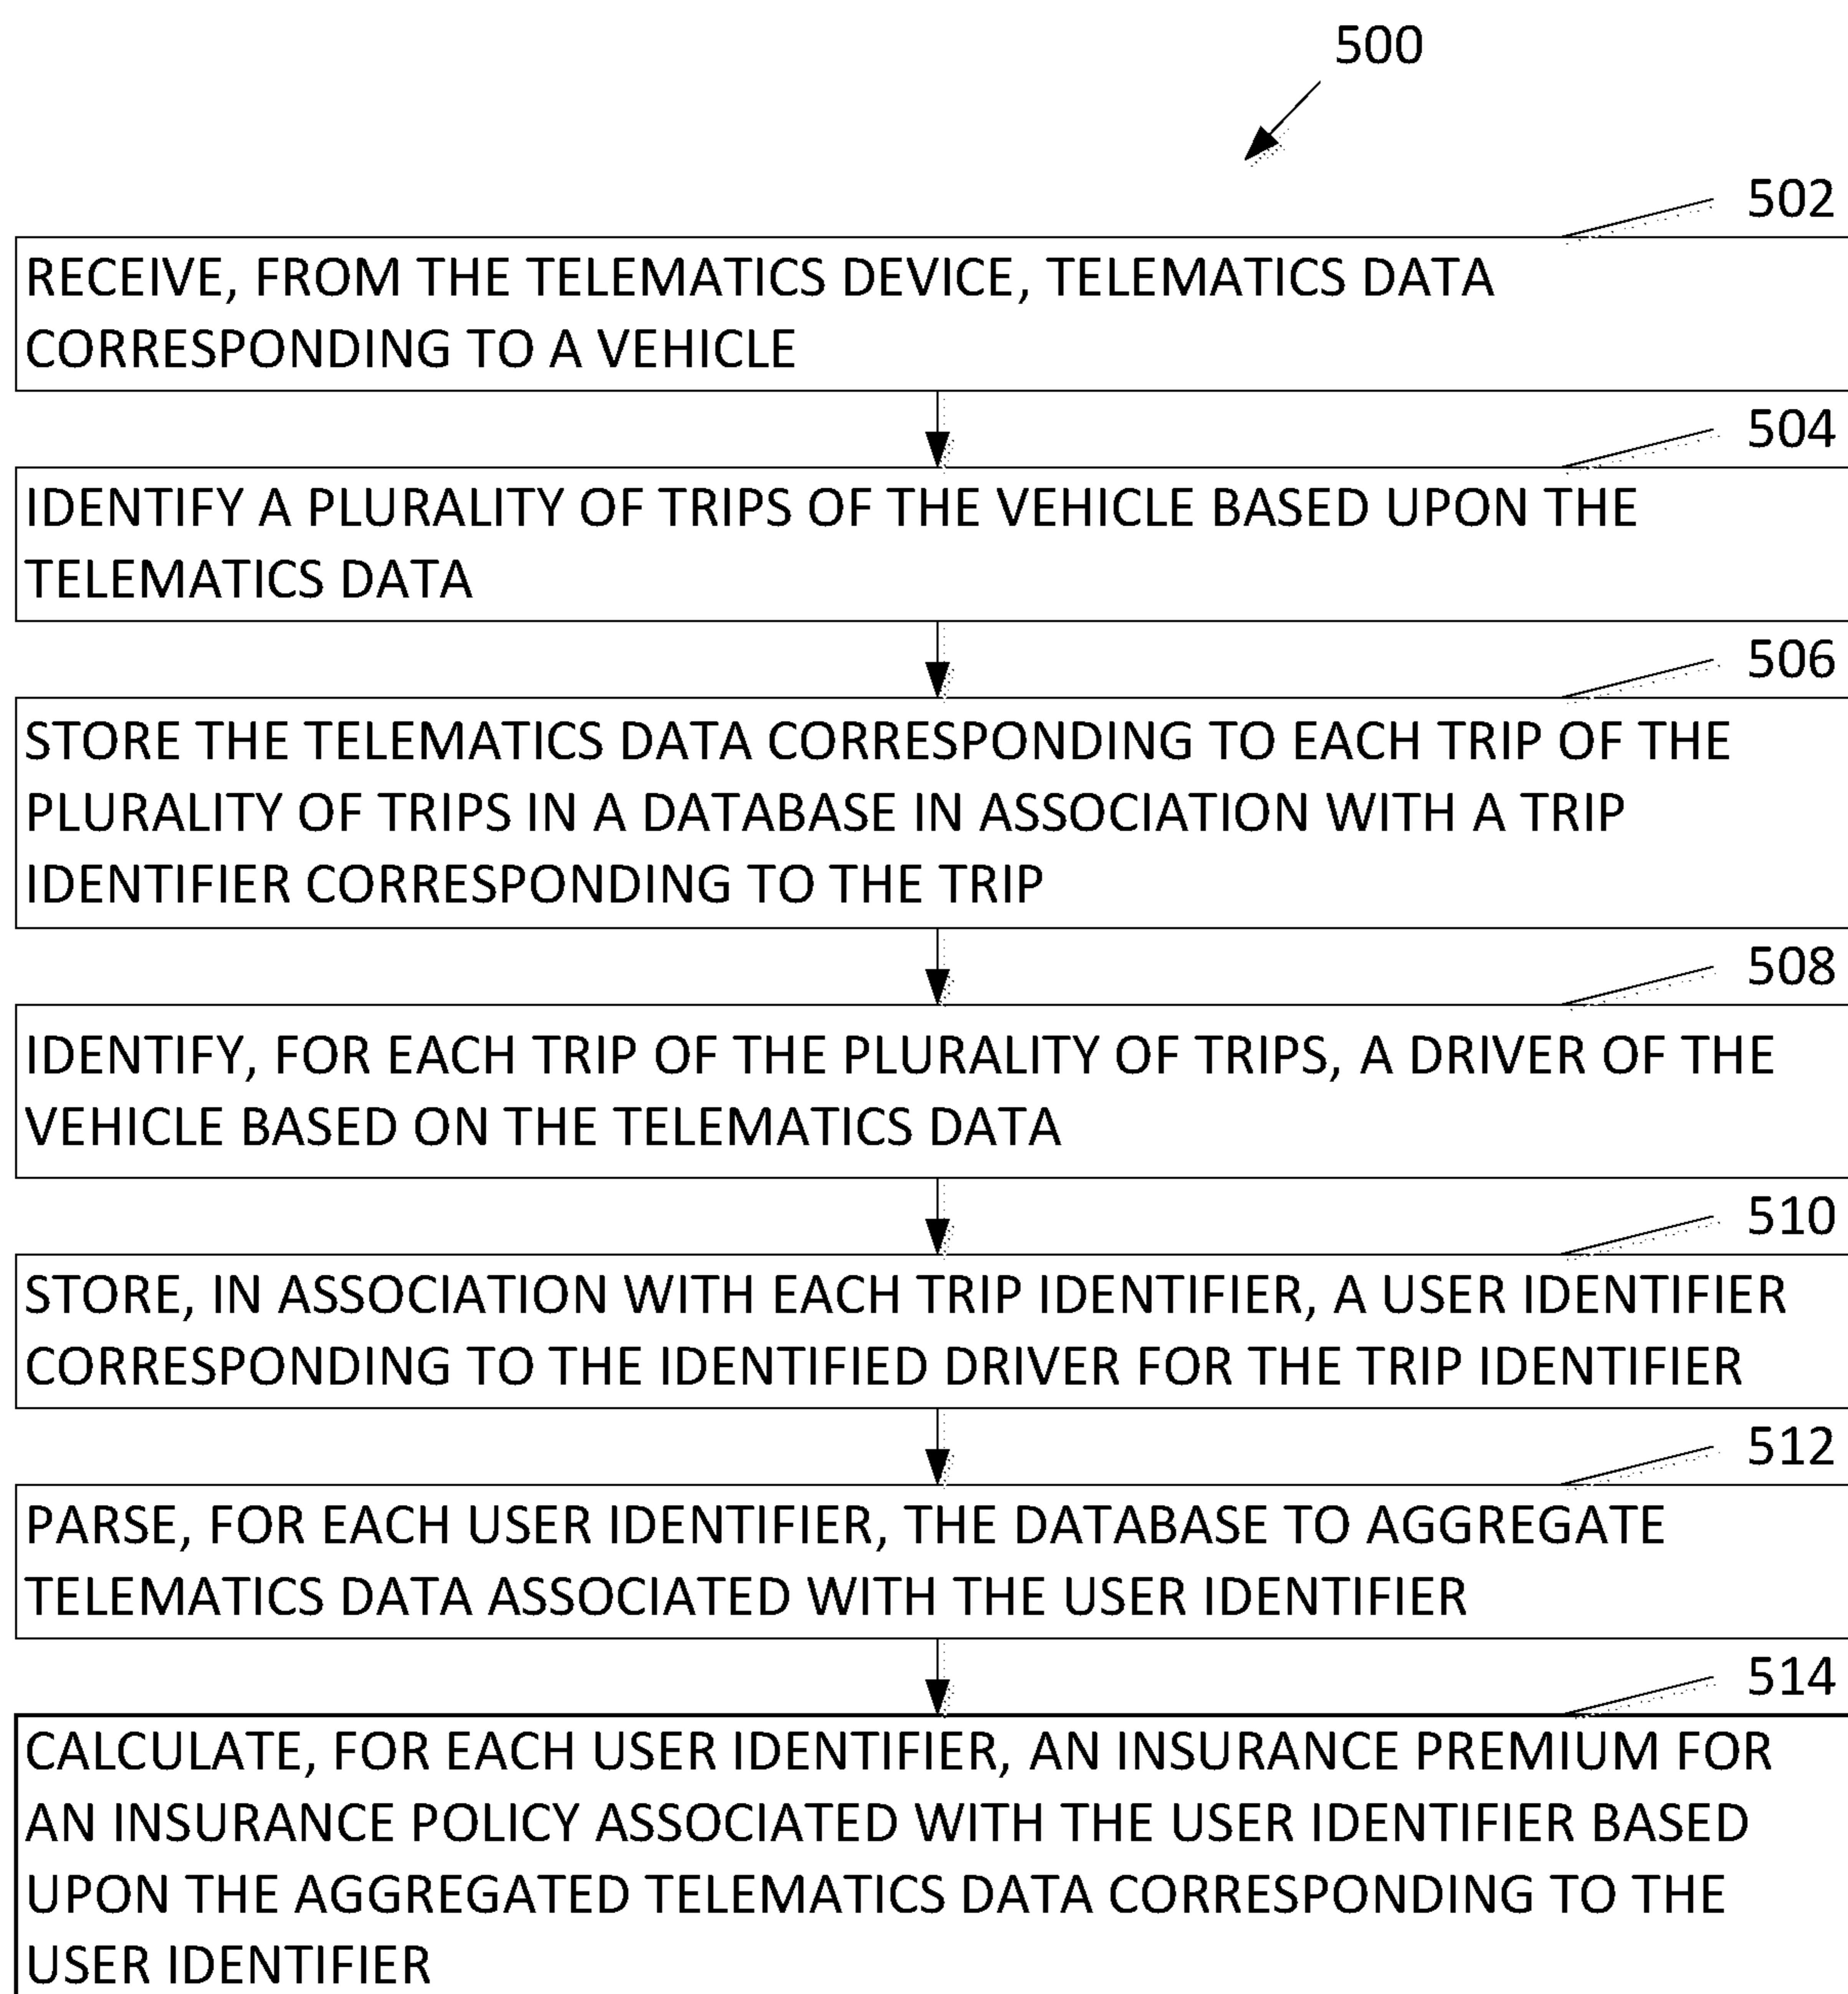 500
502
RECEIVE, FROM THE TELEMATICS DEVICE, TELEMATICS DATA
CORRESPONDING TO A VEHICLE
504
IDENTIFY A PLURALITY OF TRIPS OF THE VEHICLE BASED UPON THE
TELEMATICS DATA
506
STORE THE TELEMATICS DATA CORRESPONDING TO EACH TRIP OF THE
PLURALITY OF TRIPS IN A DATABASE IN ASSOCIATION WITH A TRIP
IDENTIFIER CORRESPONDING TO THE TRIP
508
IDENTIFY, FOR EACH TRIP OF THE PLURALITY OF TRIPS, A DRIVER OF THE
VEHICLE BASED ON THE TELEMATICS DATA
510
STORE, IN ASSOCIATION WITH EACH TRIP IDENTIFIER, A USER IDENTIFIER
CORRESPONDING TO THE IDENTIFIED DRIVER FOR THE TRIP IDENTIFIER
512
PARSE, FOR EACH USER IDENTIFIER, THE DATABASE TO AGGREGATE
TELEMATICS DATA ASSOCIATED WITH THE USER IDENTIFIER
514
CALCULATE, FOR EACH USER IDENTIFIER, AN INSURANCE PREMIUM FOR
AN INSURANCE POLICY ASSOCIATED WITH THE USER IDENTIFIER BASED
UPON THE AGGREGATED TELEMATICS DATA CORRESPONDING TO THE
USER IDENTIFIER